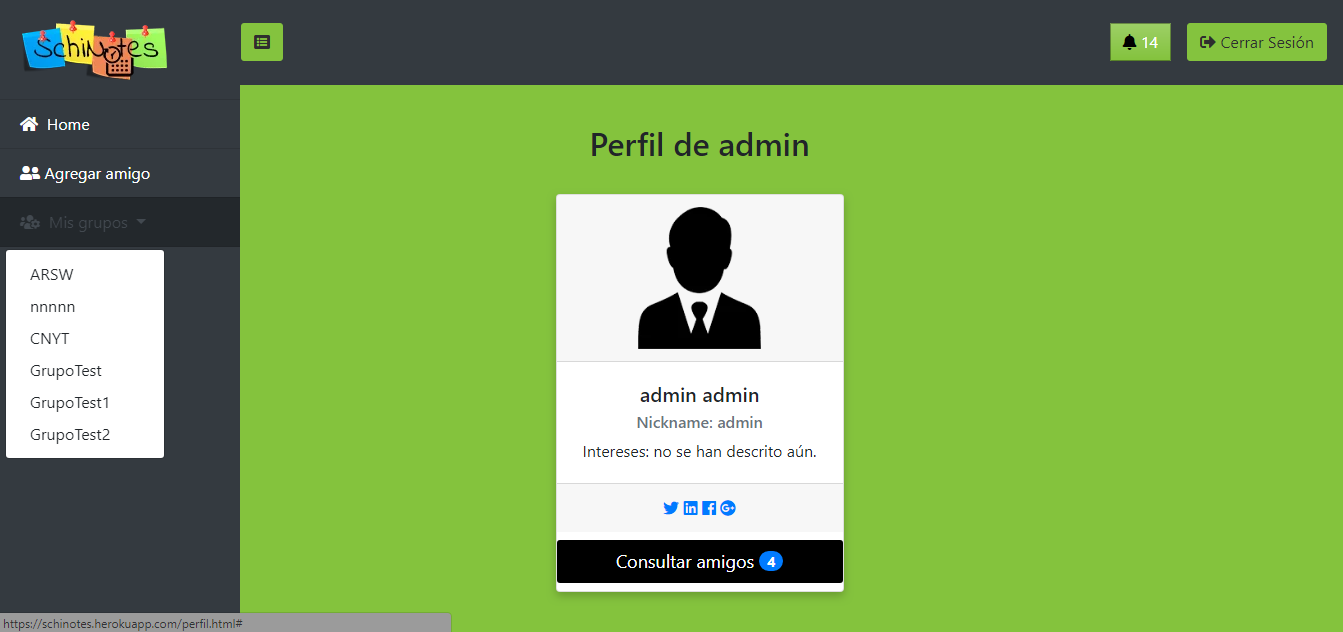 Schinotes
14
Cerrar Sesión
Home
Agregar amigo
Mis grupos
ARSW
nnnnn
CNYT
GrupoTest
GrupoTest1
GrupoTest2
Perfil de admin
admin admin
Nickname: admin
Intereses: no se han descrito aún.
Consultar amigos 4
https://schinotes.herokuapp.com/perfil.html#